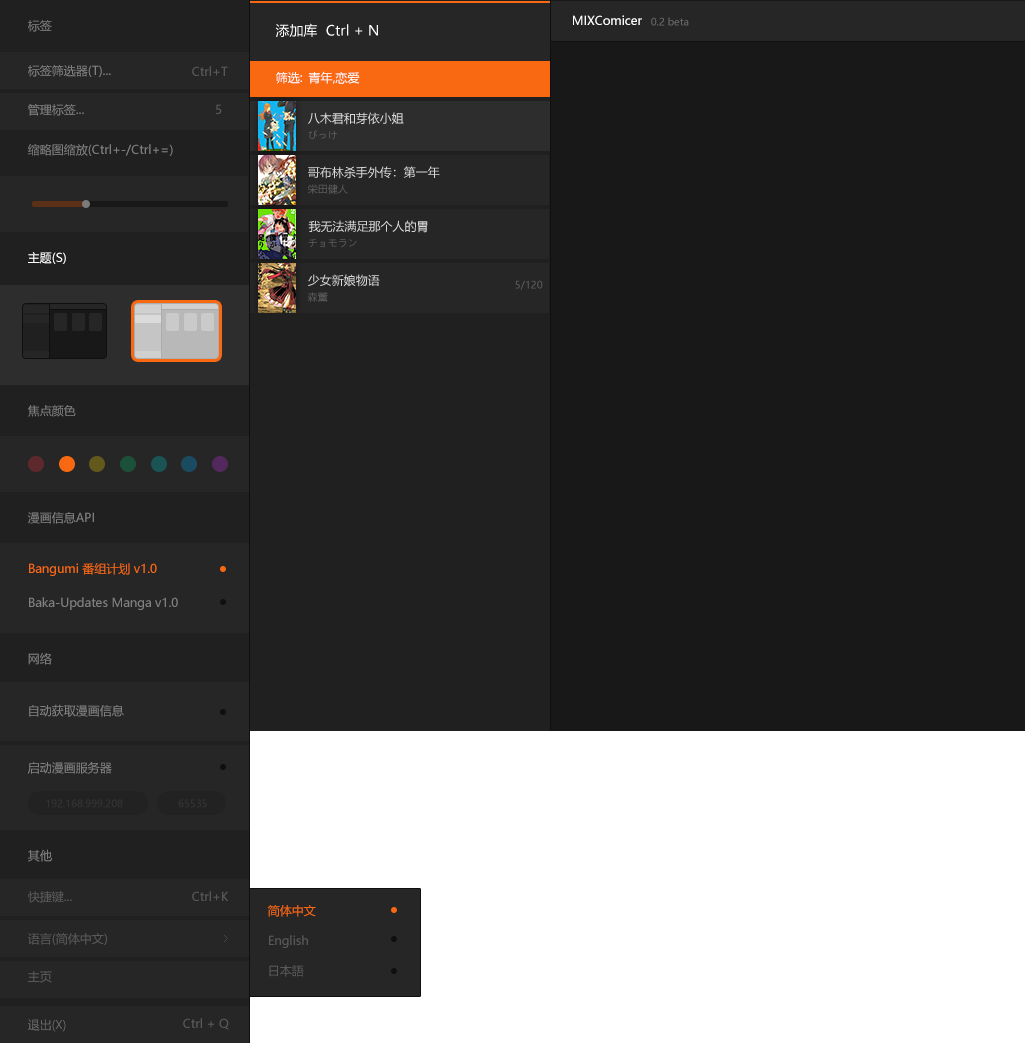 标签
标签筛选器(T)... Ctrl+T
管理标签... 5
缩略图缩放(Ctrl+-/Ctrl+=)
主题(S)
焦点颜色
漫画信息API
Bangumi 番组计划 v1.0
Baka-Updates Manga v1.0
网络
自动获取漫画信息
启动漫画服务器
192.168.999.208 65535
其他
快捷键... Ctrl+K
语言(简体中文)
主页
退出(X) Ctrl + Q
添加库 Ctrl + N
筛选: 青年,恋爱
八木君和芽依小姐
びっけ
哥布林杀手外传：第一年
栄田健人
我无法满足那个人的胃
チョモラン
少女新娘物语 5/120
森薫
MIXComicer 0.2 beta
简体中文
English
日本語